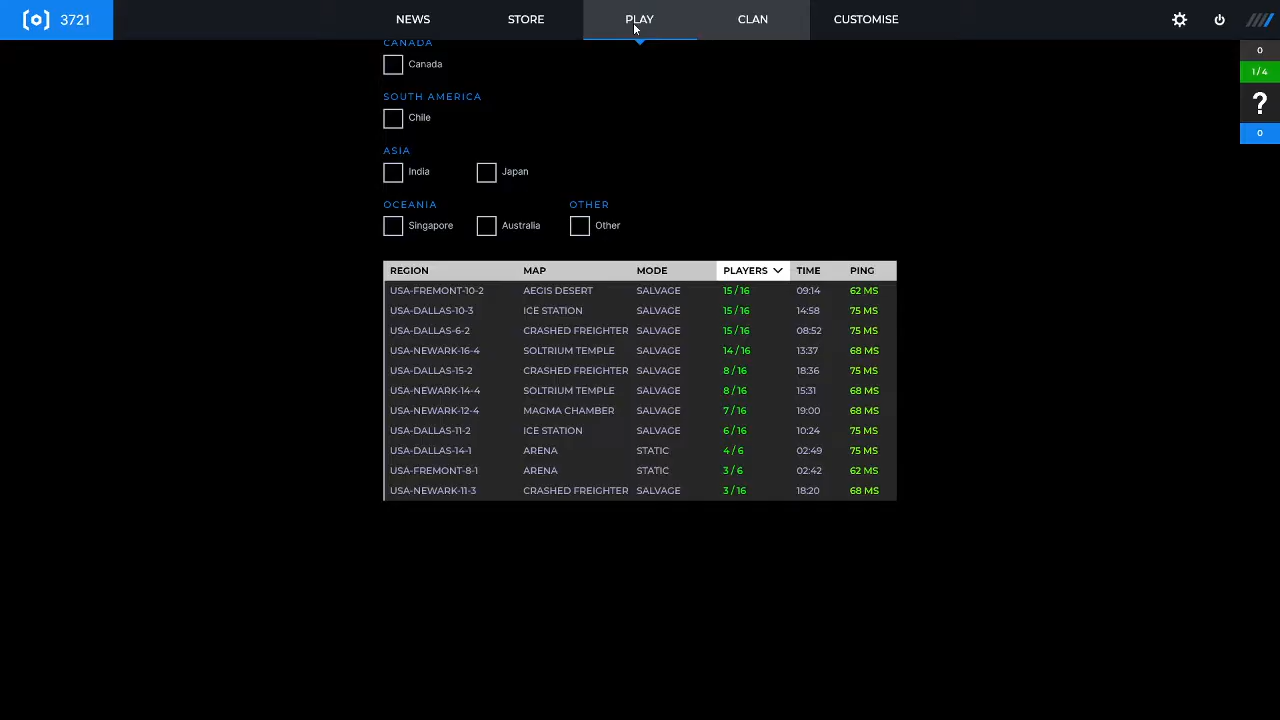 3721 NEWS STORE PLAY CLAN CUSTOMISE
0
1/4
?
0
CANADA
Canada
SOUTH AMERICA
Chile
ASIA
India Japan
OCEANIA OTHER
Singapore Australia Other
REGION MAP MODE PLAYERS TIME PING
USA-FREMONT-10-2 AEGIS DESERT SALVAGE 15 / 16 09:14 62 MS
USA-DALLAS-10-3 ICE STATION SALVAGE 15 / 16 14:58 75 MS
USA-DALLAS-6-2 CRASHED FREIGHTER SALVAGE 15 / 16 08:52 75 MS
USA-NEWARK-16-4 SOLTRIUM TEMPLE SALVAGE 14 / 16 13:37 68 MS
USA-DALLAS-15-2 CRASHED FREIGHTER SALVAGE 8 / 16 18:36 75 MS
USA-NEWARK-14-4 SOLTRIUM TEMPLE SALVAGE 8 / 16 15:31 68 MS
USA-NEWARK-12-4 MAGMA CHAMBER SALVAGE 7 / 16 19:00 68 MS
USA-DALLAS-11-2 ICE STATION SALVAGE 6 / 16 10:24 75 MS
USA-DALLAS-14-1 ARENA STATIC 4 / 6 02:49 75 MS
USA-FREMONT-8-1 ARENA STATIC 3 / 6 02:42 62 MS
USA-NEWARK-11-3 CRASHED FREIGHTER SALVAGE 3 / 16 18:20 68 MS